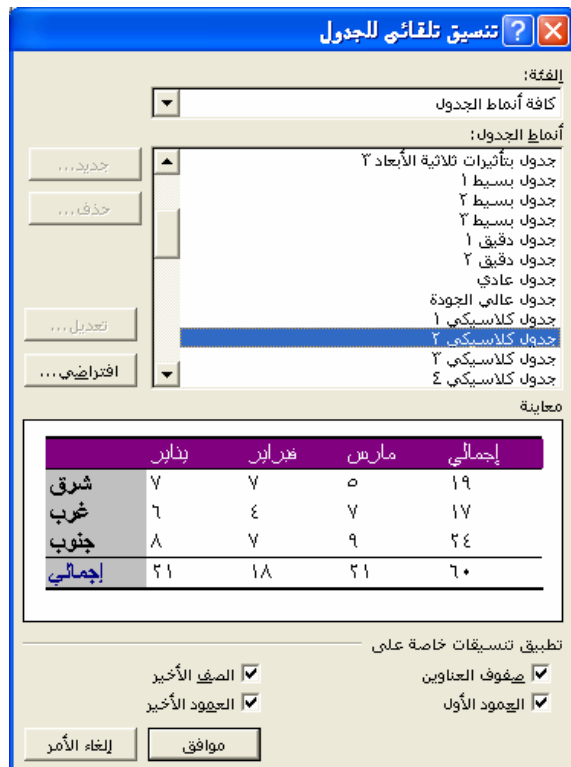 تنسيق تلقائي للجدول
الفئة:
كافة أنماط الجدول
أنماط الجدول:
جدول بتأثيرات ثلاثية الأبعاد ٣
جدول بسيط ١
جدول بسيط ٢
جدول بسيط ٣
جدول دقيق ١
جدول دقيق ٢
جدول عادي
جدول عالي الجودة
جدول كلاسيكي ١
جدول كلاسيكي ٢
جدول كلاسيكي ٣
جدول كلاسيكي ٤
جديد...
حذف...
تعديل...
افتراضي...
معاينة
يناير فبراير مارس إجمالي
شرق ٧ ٧ ٥ ١٩
غرب ٦ ٤ ٧ ١٧
جنوب ٨ ٧ ٩ ٢٤
إجمالي ٢١ ١٨ ٢١ ٦٠
تطبيق تنسيقات خاصة على
صفوف العناوين الصف الأخير
العمود الأول العمود الأخير
موافق إلغاء الأمر